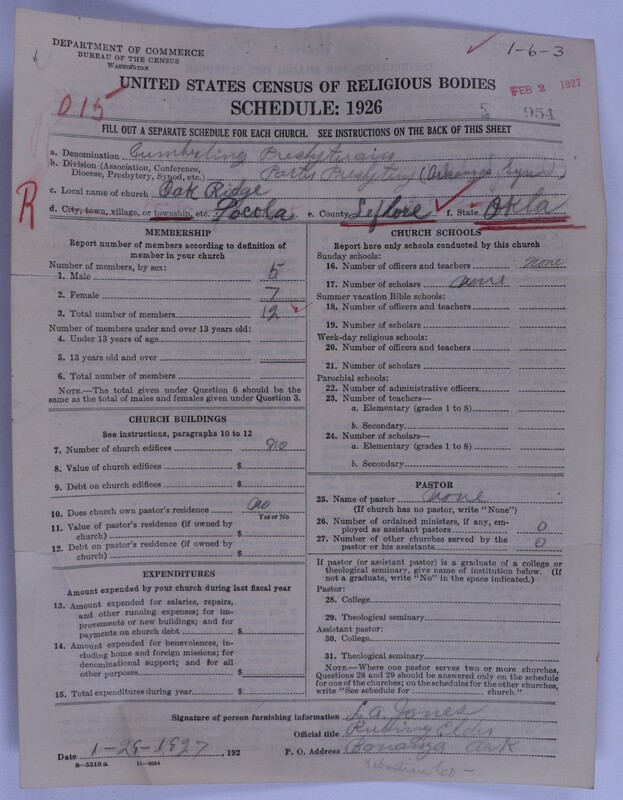 DEPARTMENT OF COMMERCE
BUREAU OF THE CENSUS
WASHINGTON
1-6-3
UNITED STATES CENSUS OF RELIGIOUS BODIES
FEB 2 1927
SCHEDULE: 1926
2 954
D15
FILL OUT A SEPARATE SCHEDULE FOR EACH CHURCH. SEE INSTRUCTIONS ON THE BACK OF THIS SHEET
a. Denomination Presbyterain
b. Division (Association, Conference, Diocese, Presbytery, Synod, etc.) Presbytery (Arkansas Synod)
c. Local name of church Oak Ridge
R
d. City, town, village, or township, etc. Pocola e. County Leflore f. State Okla
MEMBERSHIP
Report number of members according to definition of
member in your church
Number of members, by sex:
1. Male 5
2. Female 7
3. Total number of members 12
Number of members under and over 13 years old:
4. Under 13 years of age
5. 13 years old and over
6. Total number of members
NOTE.—The total given under Question 6 should be the
same as the total of males and females given under Question 3.
CHURCH BUILDINGS
See instructions, paragraphs 10 to 12
7. Number of church edifices
8. Value of church edifices $
9. Debt on church edifices $
10. Does church own pastor's residence? no
Yes or No
11. Value of pastor's residence (if owned by
church) $
12. Debt on pastor's residence (if owned by
church) $
EXPENDITURES
Amount expended by your church during last fiscal year
13. Amount expended for salaries, repairs,
and other running expenses; for im-
provements or new buildings; and for
payments on church debt $
14. Amount expended for benevolences, in-
cluding home and foreign missions; for
denominational support; and for all
other purposes $
15. Total expenditures during year $
CHURCH SCHOOLS
Report here only schools conducted by this church
Sunday schools:
16. Number of officers and teachers none
17. Number of scholars none
Summer vacation Bible schools:
18. Number of officers and teachers
19. Number of scholars
Week-day religious schools:
20. Number of officers and teachers
21. Number of scholars
Parochial schools:
22. Number of administrative officers
23. Number of teachers—
a. Elementary (grades 1 to 8)
b. Secondary
24. Number of scholars—
a. Elementary (grades 1 to 8)
b. Secondary
PASTOR
25. Name of pastor none
(If church has no pastor, write "None")
26. Number of ordained ministers, if any, em-
ployed as assistant pastors 0
27. Number of other churches served by the
pastor or his assistants 0
If pastor (or assistant pastor) is a graduate of a college or
theological seminary, give name of institution below. (If
not a graduate, write "No" in the space indicated.)
Pastor:
28. College
29. Theological seminary
Assistant pastor:
30. College
31. Theological seminary
NOTE.—Where one pastor serves two or more churches,
Questions 28 and 29 should be answered only on the schedule
for one of the churches; on the schedules for the other churches,
write "See schedule for church."
Signature of person furnishing information L. A. Jones
Official title Ruling Elder
Date 1-25-1927, 192 P. O. Address Bonanza Ark
Sebastian Co-
8-5518 a 11-9024